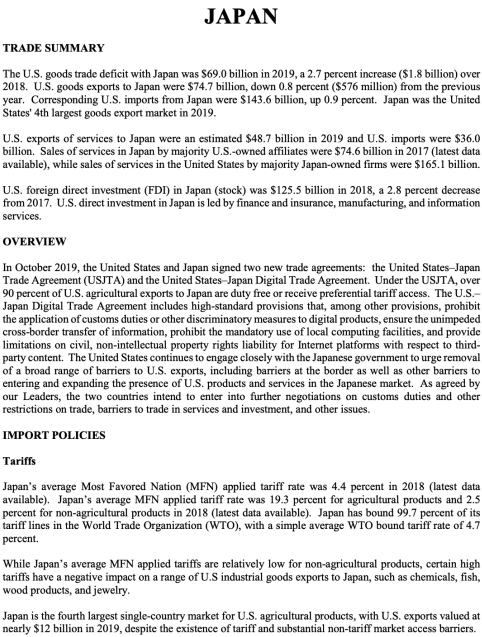 JAPAN
TRADE SUMMARY
The U.S. goods trade deficit with Japan was $69.0 billion in 2019, a 2.7 percent increase ($1.8 billion) over
2018. U.S. goods exports to Japan were $74.7 billion, down 0.8 percent ($576 million) from the previous
year. Corresponding U.S. imports from Japan were $143.6 billion, up 0.9 percent. Japan was the United
States' 4th largest goods export market in 2019.
U.S. exports of services to Japan were an estimated $48.7 billion in 2019 and U.S. imports were $36.0
billion. Sales of services in Japan by majority U.S.-owned affiliates were $74.6 billion in 2017 (latest data
available), while sales of services in the United States by majority Japan-owned firms were $165.1 billion.
U.S. foreign direct investment (FDI) in Japan (stock) was $125.5 billion in 2018, a 2.8 percent decrease
from 2017. U.S. direct investment in Japan is led by finance and insurance, manufacturing, and information
services.
OVERVIEW
In October 2019, the United States and Japan signed two new trade agreements: the United States–Japan
Trade Agreement (USJTA) and the United States–Japan Digital Trade Agreement. Under the USJTA, over
90 percent of U.S. agricultural exports to Japan are duty free or receive preferential tariff access. The U.S.–
Japan Digital Trade Agreement includes high-standard provisions that, among other provisions, prohibit
the application of customs duties or other discriminatory measures to digital products, ensure the unimpeded
cross-border transfer of information, prohibit the mandatory use of local computing facilities, and provide
limitations on civil, non-intellectual property rights liability for Internet platforms with respect to third-
party content. The United States continues to engage closely with the Japanese government to urge removal
of a broad range of barriers to U.S. exports, including barriers at the border as well as other barriers to
entering and expanding the presence of U.S. products and services in the Japanese market. As agreed by
our Leaders, the two countries intend to enter into further negotiations on customs duties and other
restrictions on trade, barriers to trade in services and investment, and other issues.
IMPORT POLICIES
Tariffs
Japan's average Most Favored Nation (MFN) applied tariff rate was 4.4 percent in 2018 (latest data
available). Japan's average MFN applied tariff rate was 19.3 percent for agricultural products and 2.5
percent for non-agricultural products in 2018 (latest data available). Japan has bound 99.7 percent of its
tariff lines in the World Trade Organization (WTO), with a simple average WTO bound tariff rate of 4.7
percent.
While Japan's average MFN applied tariffs are relatively low for non-agricultural products, certain high
tariffs have a negative impact on a range of U.S industrial goods exports to Japan, such as chemicals, fish,
wood products, and jewelry.
Japan is the fourth largest single-country market for U.S. agricultural products, with U.S. exports valued at
nearly $12 billion in 2019, despite the existence of tariff and substantial non-tariff market access barriers.